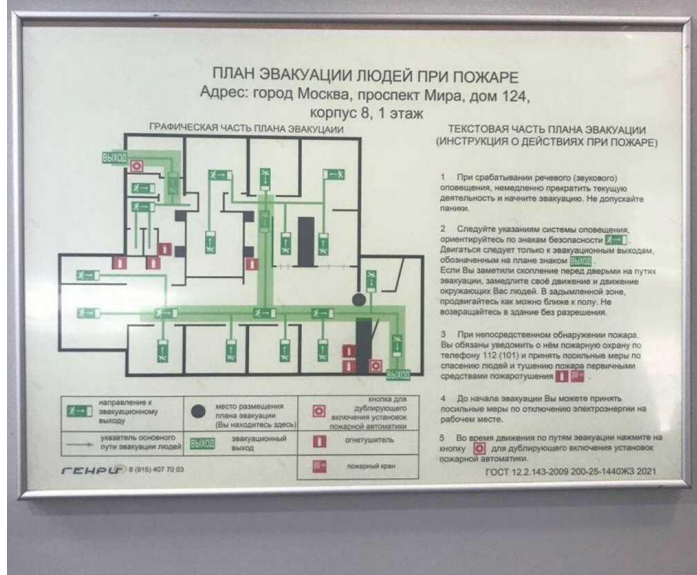 ПЛАН ЭВАКУАЦИИ ЛЮДЕЙ ПРИ ПОЖАРЕ
Адрес: город Москва, проспект Мира, дом 124,
корпус 8, 1 этаж
ГРАФИЧЕСКАЯ ЧАСТЬ ПЛАНА ЭВАКУЦАИИ
ВЫХОД
ВЫХОД
направление к
эвакуационному
выходу
место размещения
плана эвакуации
(Вы находитесь здесь)
кнопка для
дублирующего
включения установок
пожарной автоматики
указатель основного
пути эвакуации людей
ВЫХОД
эвакуационный
выход
огнетушитель
пожарный кран
ГЕНРИ 8 (915) 407 70 03
ТЕКСТОВАЯ ЧАСТЬ ПЛАНА ЭВАКУАЦИИ
(ИНСТРУКЦИЯ О ДЕЙСТВИЯХ ПРИ ПОЖАРЕ)
1 При срабатывании речевого (звукового)
оповещения, немедленно прекратить текущую
деятельность и начните эвакуацию. Не допускайте
паники.
2 Следуйте указаниям системы оповещения,
ориентируйтесь по знакам безопасности
Двигаться следует только к эвакуационным выходам,
обозначенным на плане знаком ВЫХОД
Если Вы заметили скопление перед дверьми на путях
эвакуации, замедлите своё движение и движение
окружающих Вас людей. В задымленной зоне,
продвигайтесь как можно ближе к полу. Не
возвращайтесь в здание без разрешения.
3 При непосредственном обнаружении пожара.
Вы обязаны уведомить о нём пожарную охрану по
телефону 112 (101) и принять посильные меры по
спасению людей и тушению пожаре первичными
средствами пожаротушения .
4 До начала эвакуации Вы можете принять
посильные меры по отключению электроэнергии на
рабочем месте.
5 Во время движения по путям эвакуации нажмите на
кнопку для дублирующего включения установок
пожарной автоматики.
ГОСТ 12.2.143-2009 200-25-1440ЖЗ 2021